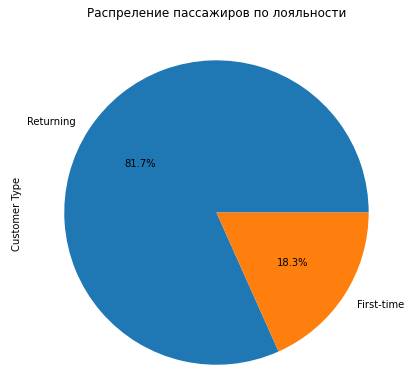 Распреление пассажиров по лояльности
Returning
81.7%
Customer Type
18.3%
First-time